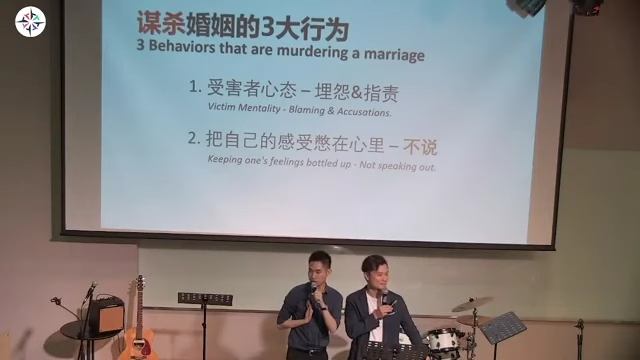 谋杀婚姻的3大行为
3 Behaviors that are murdering a marriage
1. 受害者心态 – 埋怨&指责
Victim Mentality - Blaming & Accusations.
2. 把自己的感受憋在心里 – 不说
Keeping one's feelings bottled up - Not speaking out.